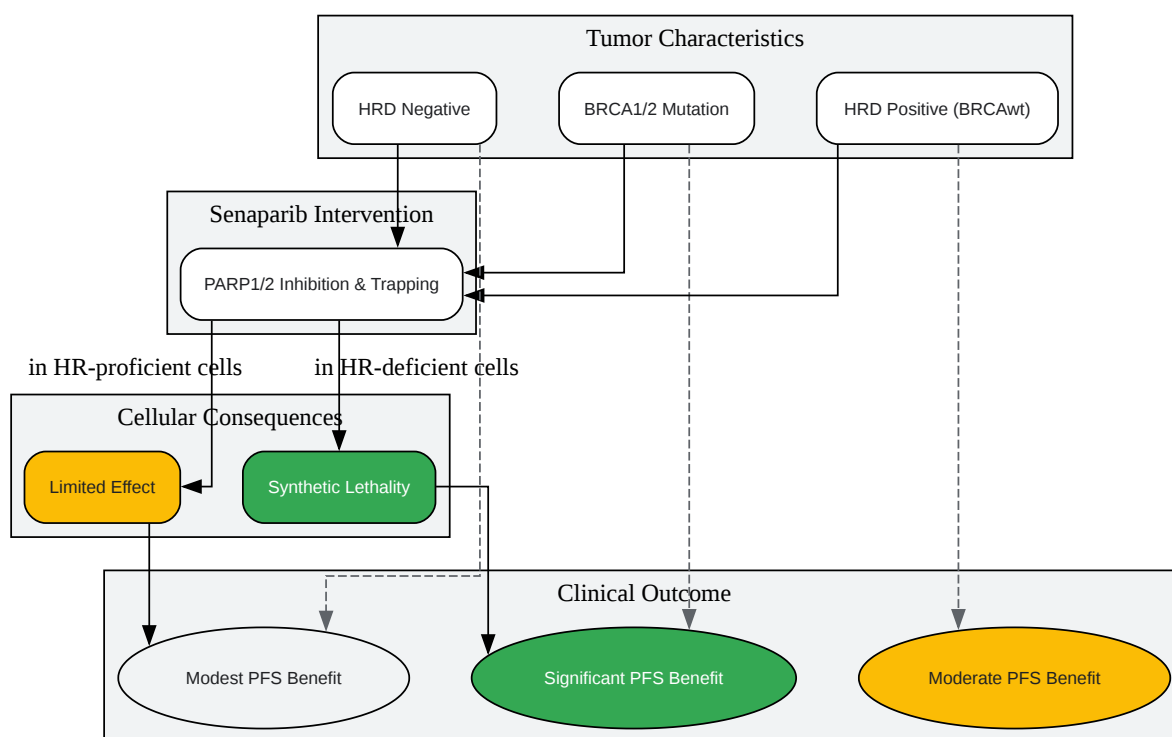 Tumor Characteristics
HRD Negative
BRCA1/2 Mutation
HRD Positive (BRCAwt)
Senaparib Intervention
PARP1/2 Inhibition & Trapping
in HR-proficient cells
in HR-deficient cells
Cellular Consequences
Limited Effect
Synthetic Lethality
Clinical Outcome
Modest PFS Benefit
Significant PFS Benefit
Moderate PFS Benefit